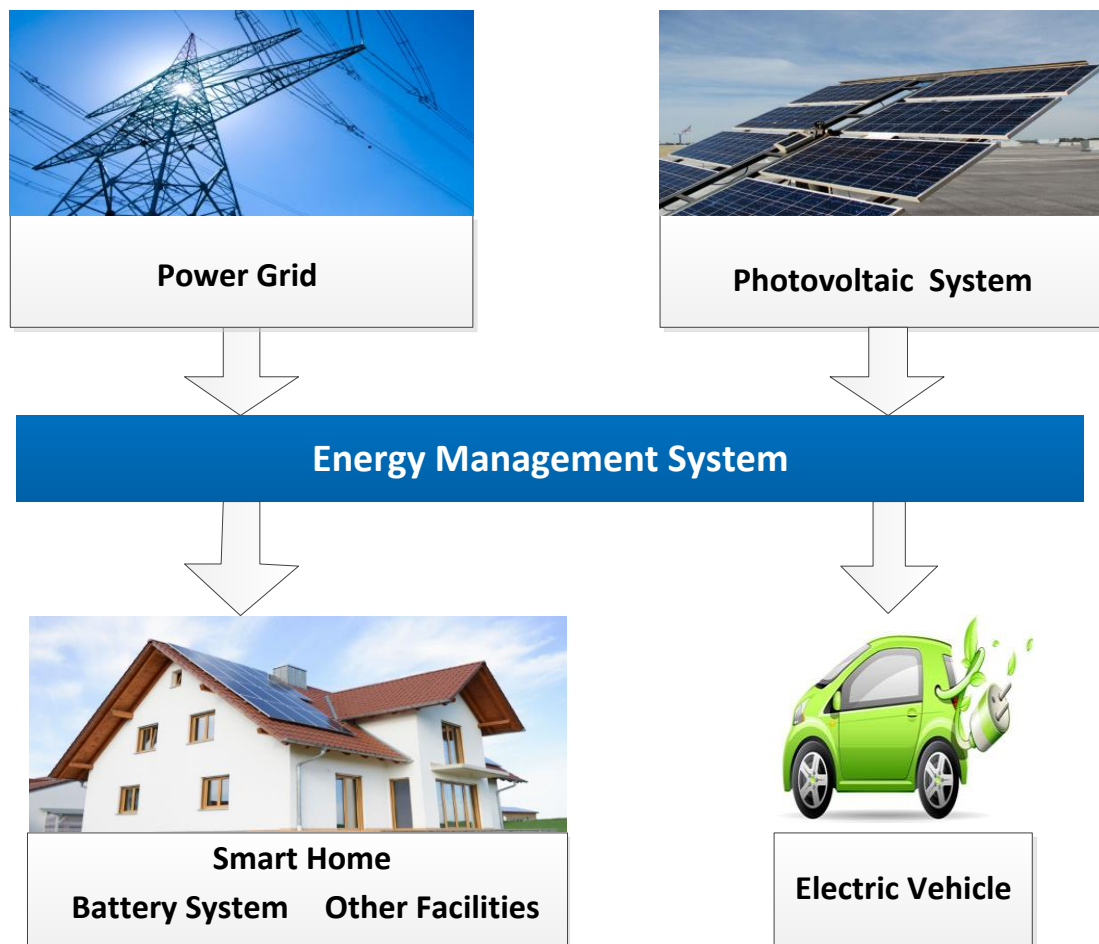 Power Grid
Photovoltaic System
Energy Management System
Smart Home
Battery System Other Facilities
Electric Vehicle